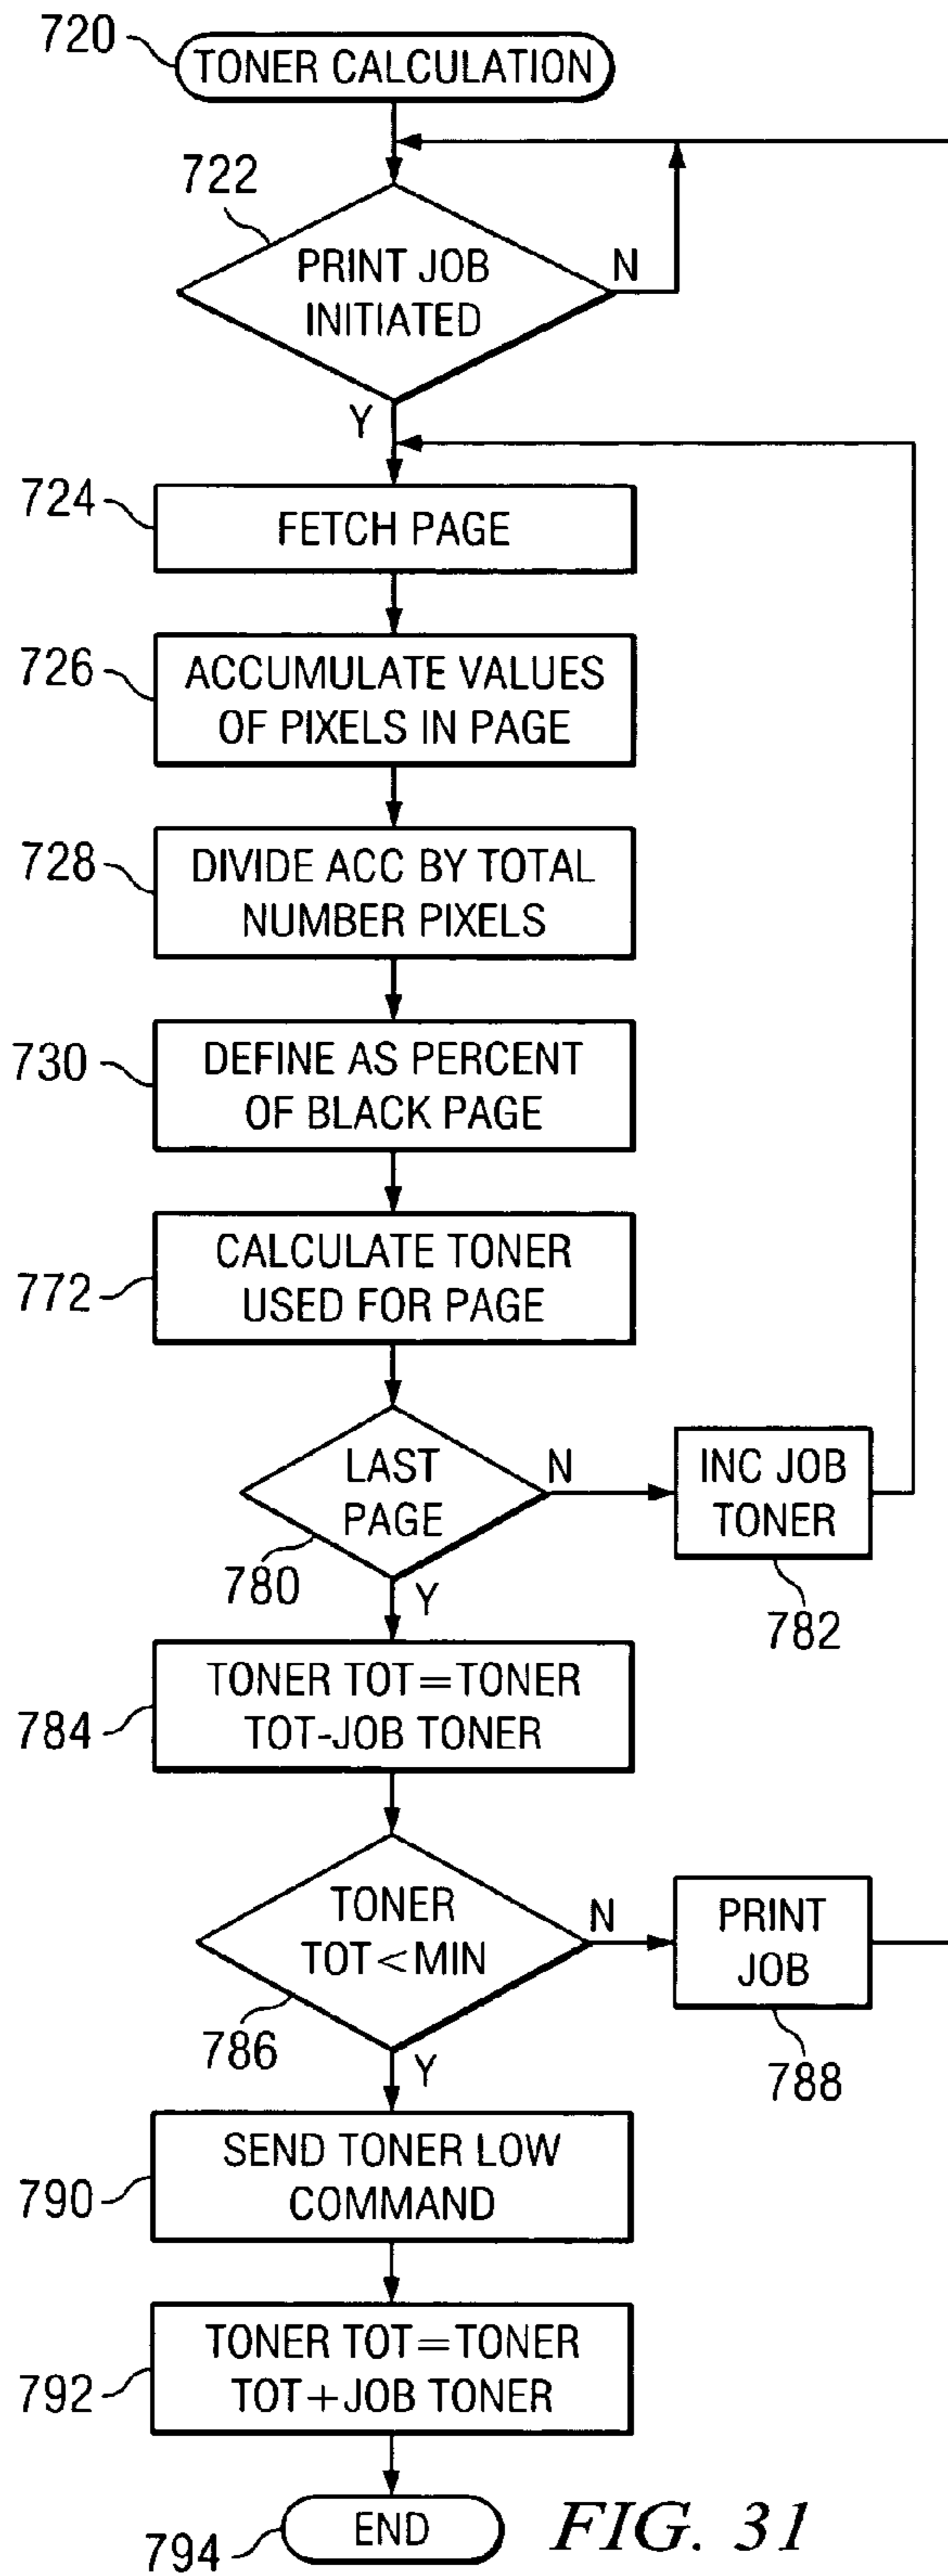 720
TONER CALCULATION
722
PRINT JOB
INITIATED
N
Y
724
FETCH PAGE
726
ACCUMULATE VALUES
OF PIXELS IN PAGE
728
DIVIDE ACC BY TOTAL
NUMBER PIXELS
730
DEFINE AS PERCENT
OF BLACK PAGE
772
CALCULATE TONER
USED FOR PAGE
LAST
PAGE
N
INC JOB
TONER
780
782
Y
784
TONER TOT=TONER
TOT-JOB TONER
TONER
TOT<MIN
N
PRINT
JOB
786
788
Y
790
SEND TONER LOW
COMMAND
792
TONER TOT=TONER
TOT+JOB TONER
794
END
FIG. 31